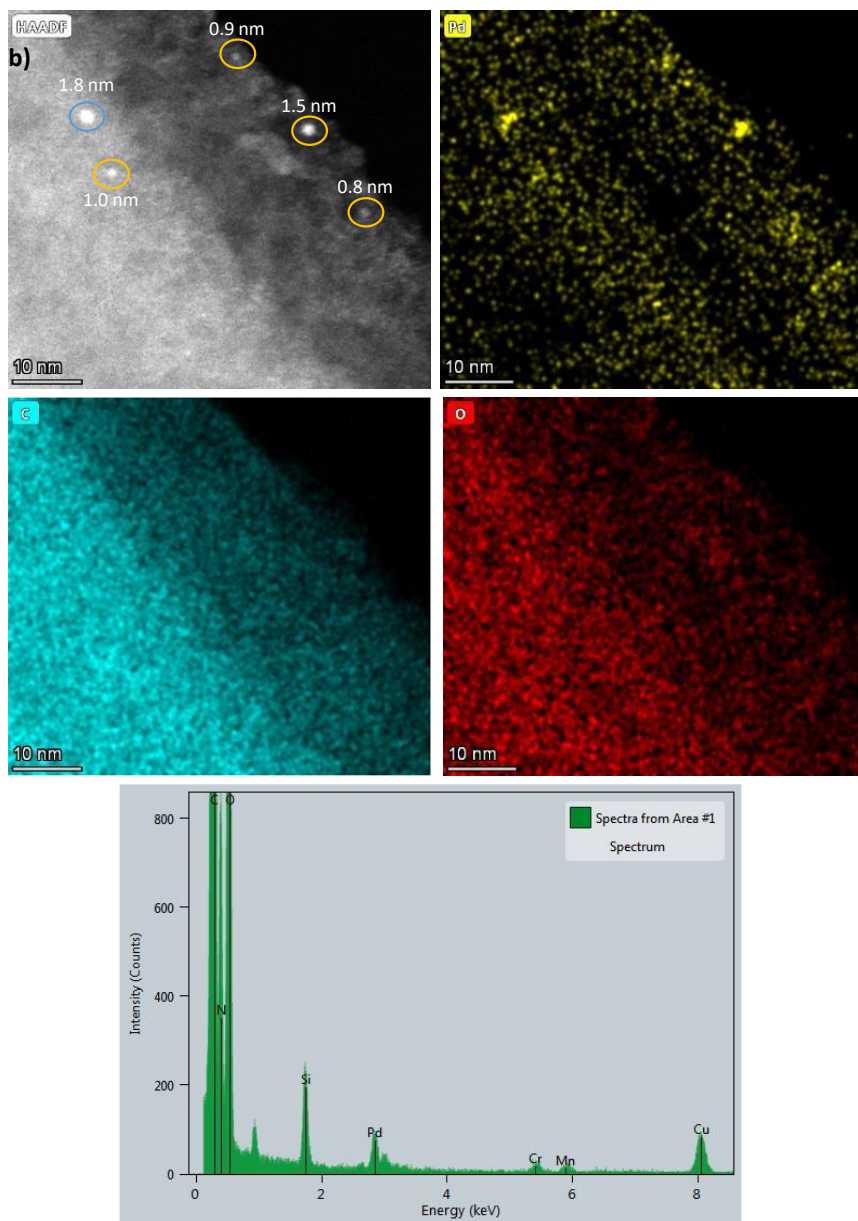 HAADF
b)
0.9 nm
1.8 nm
1.5 nm
1.0 nm
0.8 nm
10 nm
Pd
10 nm
C
10 nm
O
10 nm
Intensity (Counts)
800
600
400
200
0
C
N
O
Si
Pd
Cr
Mn
Cu
Spectra from Area #1
Spectrum
0
2
4
6
8
Energy (keV)